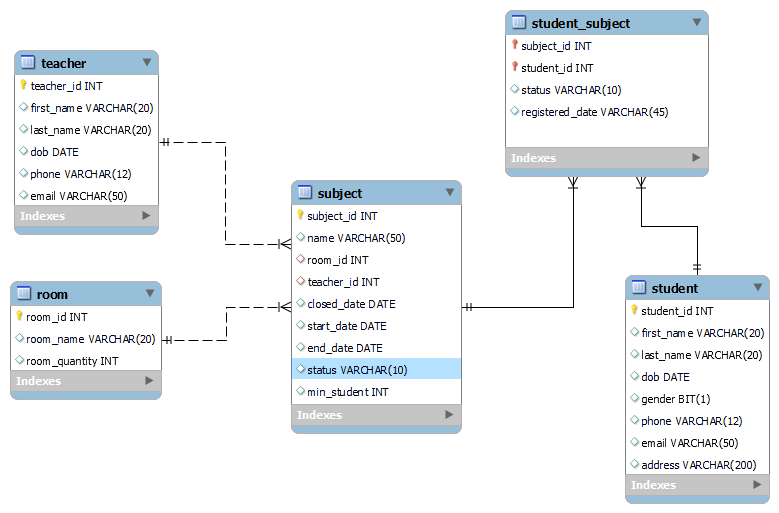 teacher
teacher_id INT
first_name VARCHAR(20)
last_name VARCHAR(20)
dob DATE
phone VARCHAR(12)
email VARCHAR(50)
Indexes
room
room_id INT
room_name VARCHAR(20)
room_quantity INT
Indexes
subject
subject_id INT
name VARCHAR(50)
room_id INT
teacher_id INT
closed_date DATE
start_date DATE
end_date DATE
status VARCHAR(10)
min_student INT
Indexes
student_subject
subject_id INT
student_id INT
status VARCHAR(10)
registered_date VARCHAR(45)
Indexes
student
student_id INT
first_name VARCHAR(20)
last_name VARCHAR(20)
dob DATE
gender BIT(1)
phone VARCHAR(12)
email VARCHAR(50)
address VARCHAR(200)
Indexes